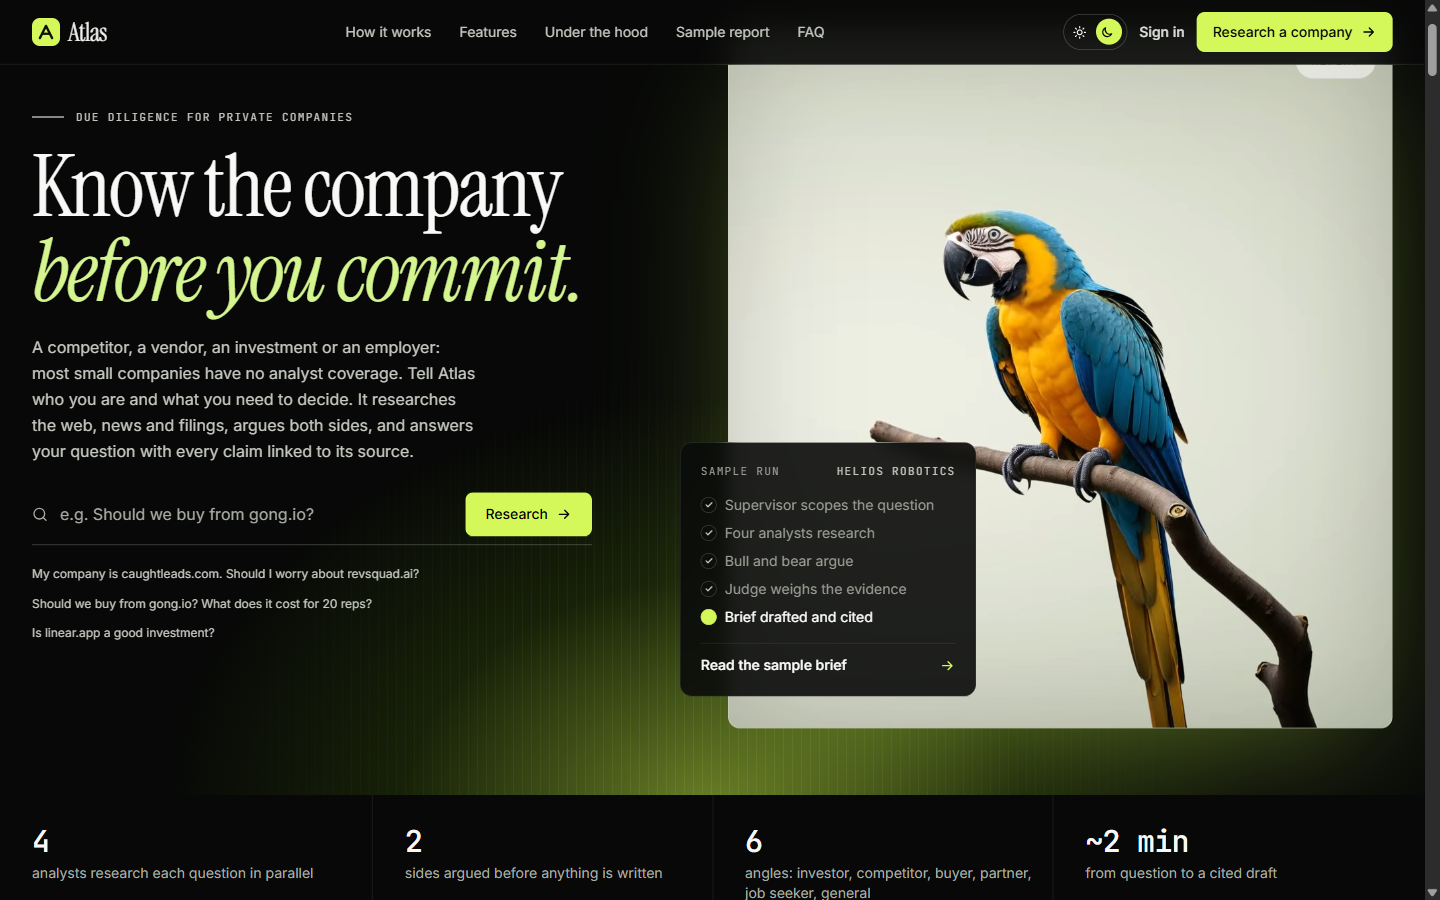 Atlas
How it works
Features
Under the hood
Sample report
FAQ
Sign in
Research a company →
DUE DILIGENCE FOR PRIVATE COMPANIES
Know the company
before you commit.
A competitor, a vendor, an investment or an employer:
most small companies have no analyst coverage. Tell Atlas
who you are and what you need to decide. It researches
the web, news and filings, argues both sides, and answers
your question with every claim linked to its source.
e.g. Should we buy from gong.io?
Research →
My company is caughtleads.com. Should I worry about revsquad.ai?
Should we buy from gong.io? What does it cost for 20 reps?
Is linear.app a good investment?
SAMPLE RUN
HELIOS ROBOTICS
Supervisor scopes the question
Four analysts research
Bull and bear argue
Judge weighs the evidence
Brief drafted and cited
Read the sample brief →
4
analysts research each question in parallel
2
sides argued before anything is written
6
angles: investor, competitor, buyer, partner,
job seeker, general
~2 min
from question to a cited draft